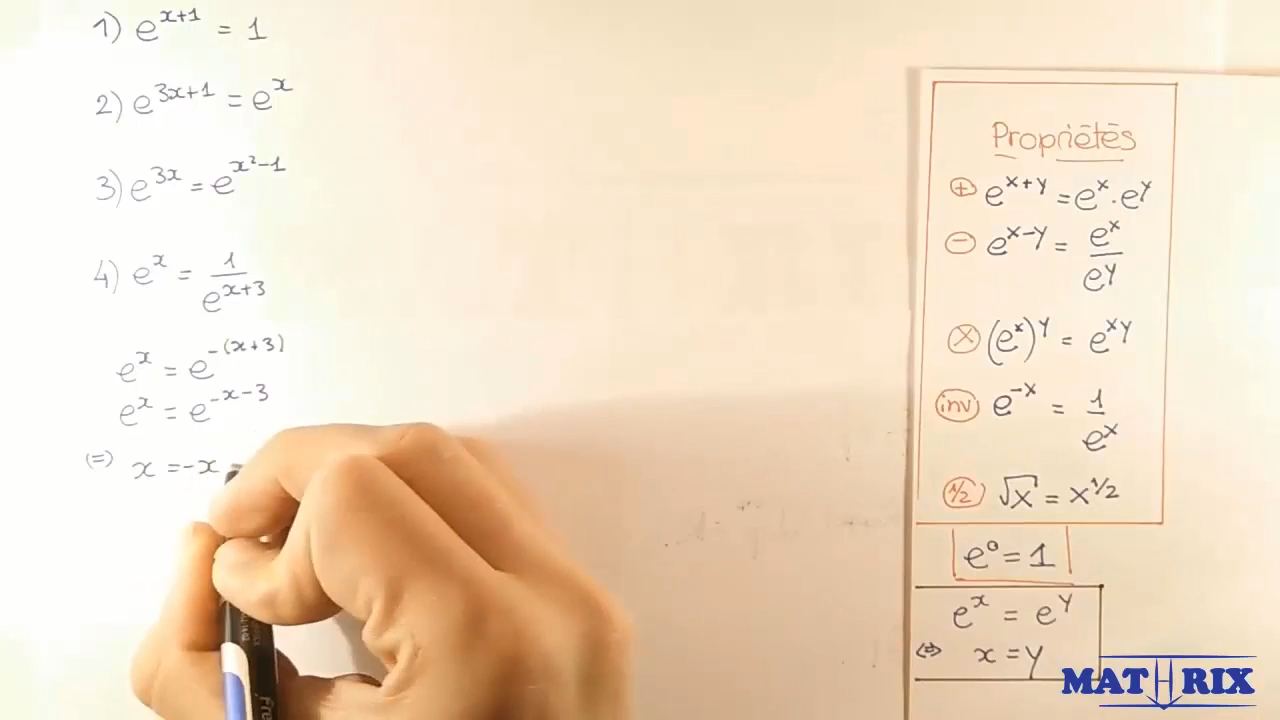 1) e^{x+1} = 1
2) e^{3x+1} = e^x
3) e^{3x} = e^{x²-1}
4) e^x = 1/e^{x+3}
e^x = e^{-(x+3)}
e^x = e^{-x-3}
(=) x = -x
Propriétés
+ e^{x+y} = e^x · e^y
- e^{x-y} = e^x/e^y
× (e^x)^y = e^{xy}
inv e^{-x} = 1/e^x
1/2 √x = x^{1/2}
e^0 = 1
e^x = e^y
<=> x = y
MATHRIX